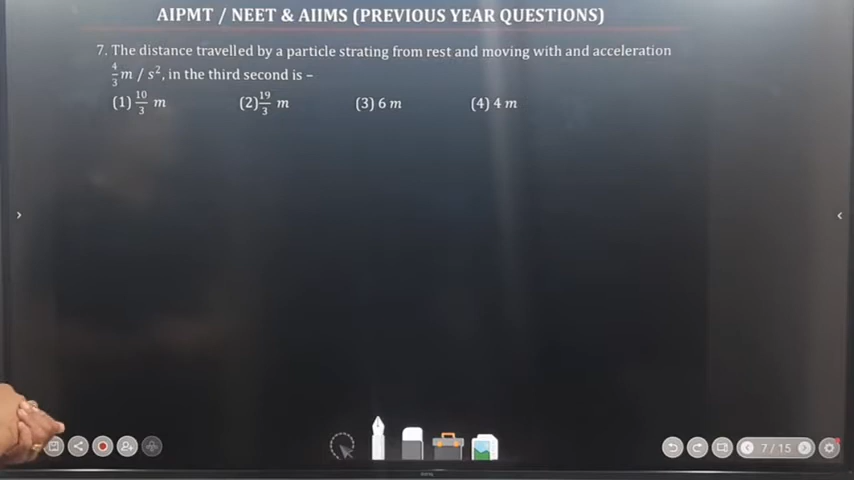 AIPMT / NEET & AIIMS (PREVIOUS YEAR QUESTIONS)
7. The distance travelled by a particle strating from rest and moving with and acceleration
4/3 m / s², in the third second is –
(1) 10/3 m (2) 19/3 m (3) 6 m (4) 4 m
7 / 15